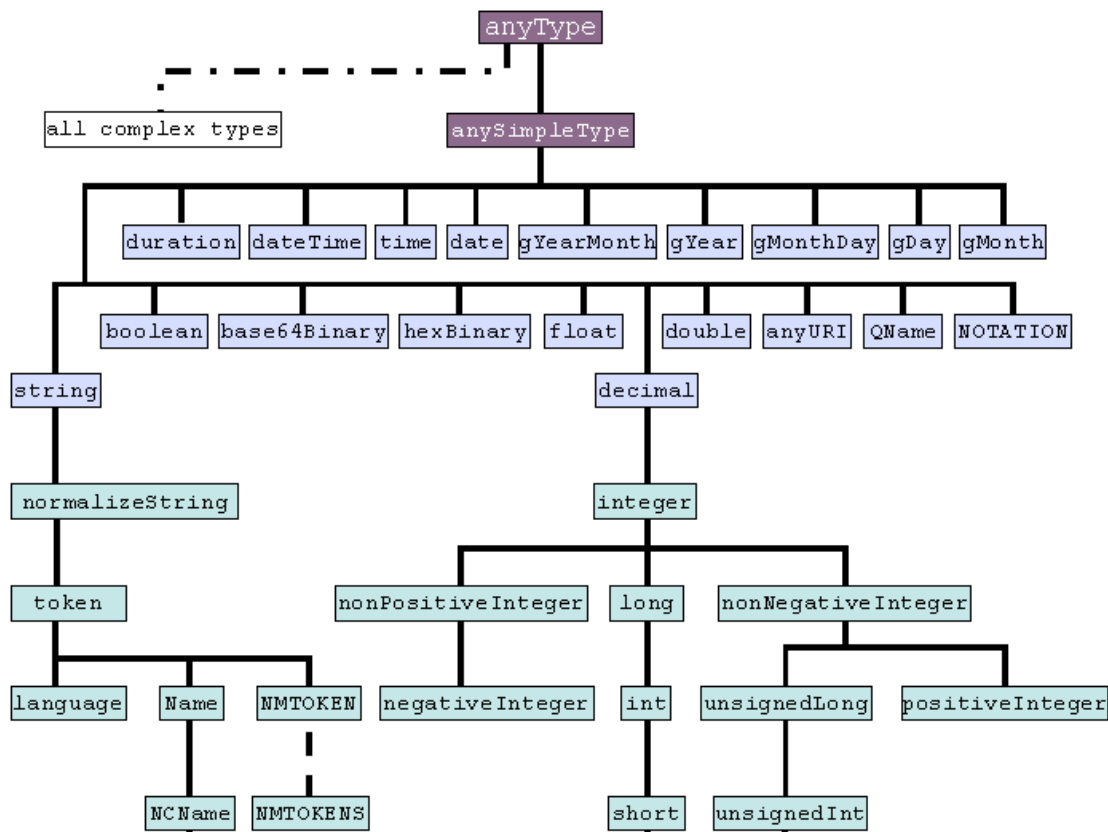 anyType
all complex types
anySimpleType
duration dateTime time date gYearMonth gYear gMonthDay gDay gMonth
boolean base64Binary hexBinary float double anyURI QName NOTATION
string decimal
normalizeString integer
token nonPositiveInteger long nonNegativeInteger
language Name NMTOKEN negativeInteger int unsignedLong positiveInteger
NCName NMTOKENS short unsignedInt